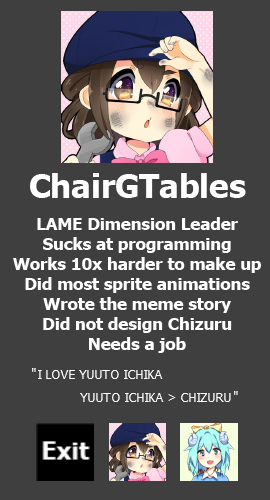 ChairGTables
LAME Dimension Leader
Sucks at programming
Works 10x harder to make up
Did most sprite animations
Wrote the meme story
Did not design Chizuru
Needs a job
"I LOVE YUUTO ICHIKA
YUUTO ICHIKA > CHIZURU"
Exit